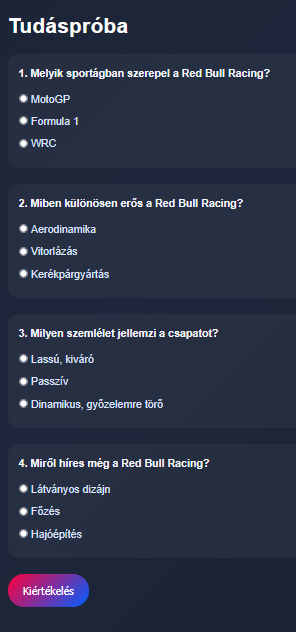 Tudáspróba
1. Melyik sportágban szerepel a Red Bull Racing?
MotoGP
Formula 1
WRC
2. Miben különösen erős a Red Bull Racing?
Aerodinamika
Vitorlázás
Kerékpárgyártás
3. Milyen szemlélet jellemzi a csapatot?
Lassú, kiváró
Passzív
Dinamikus, győzelemre törő
4. Miről híres még a Red Bull Racing?
Látványos dizájn
Főzés
Hajóépítés
Kiértékelés